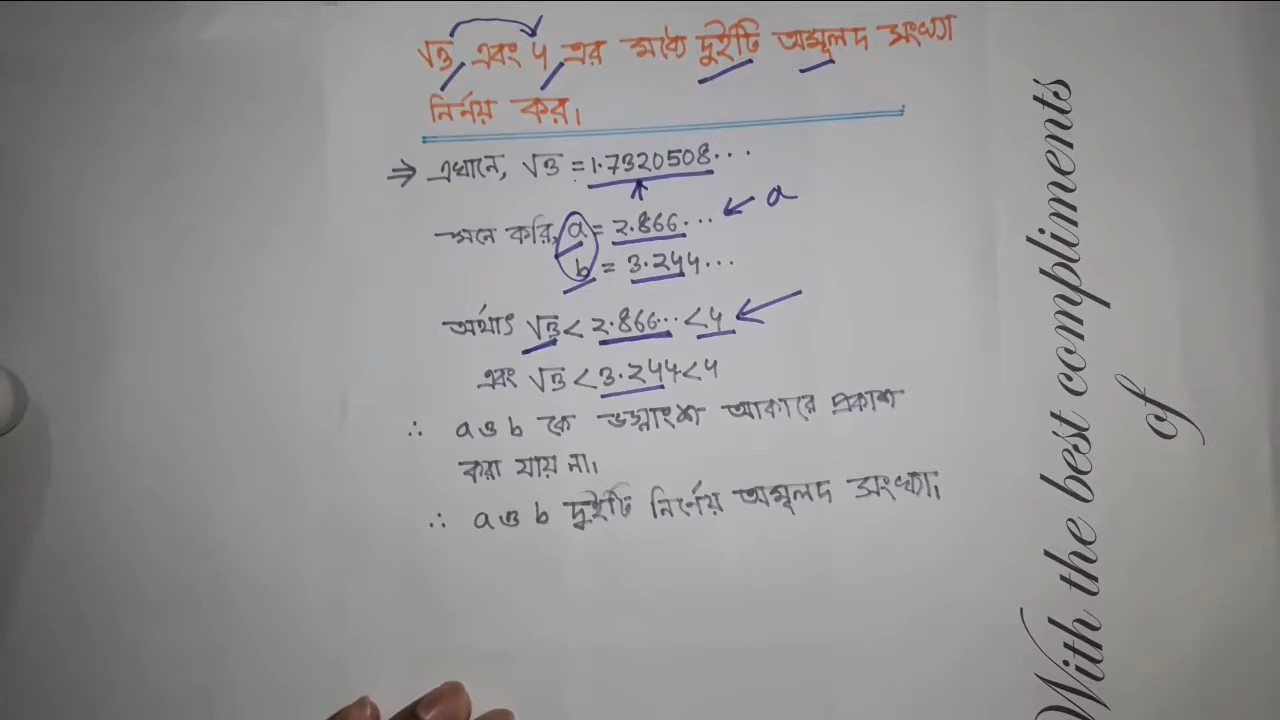 √3 এবং 4 এর মধ্যে দুইটি অমূলদ সংখ্যা
নির্নয় কর।
⇒ এখানে, √3 = 1.7320508...
মনে করি, a = 2.866... ← a
b = 3.244...
অর্থাৎ √3 < 2.866... < 4
এবং √3 < 3.244 < 4
∴ a ও b কে ভগ্নাংশ আকারে প্রকাশ
করা যায় না।
∴ a ও b দুইটি নির্ণেয় অমূলদ সংখ্যা।
With the best compliments
of